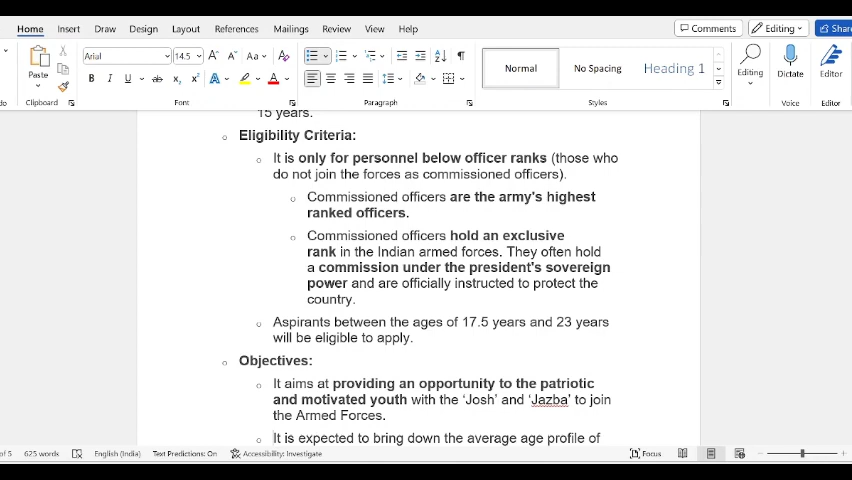 Home Insert Draw Design Layout References Mailings Review View Help Comments Editing Share
Arial 14.5 A A Aa A Normal No Spacing Heading 1
Paste B I U ab x₂ x² A A Editing Dictate Editor
Clipboard Font Paragraph Styles Voice Editor
15 years.
Eligibility Criteria:
It is only for personnel below officer ranks (those who
do not join the forces as commissioned officers).
Commissioned officers are the army's highest
ranked officers.
Commissioned officers hold an exclusive
rank in the Indian armed forces. They often hold
a commission under the president's sovereign
power and are officially instructed to protect the
country.
Aspirants between the ages of 17.5 years and 23 years
will be eligible to apply.
Objectives:
It aims at providing an opportunity to the patriotic
and motivated youth with the ‘Josh’ and ‘Jazba’ to join
the Armed Forces.
It is expected to bring down the average age profile of
of 5 625 words English (India) Text Predictions: On Accessibility: Investigate Focus